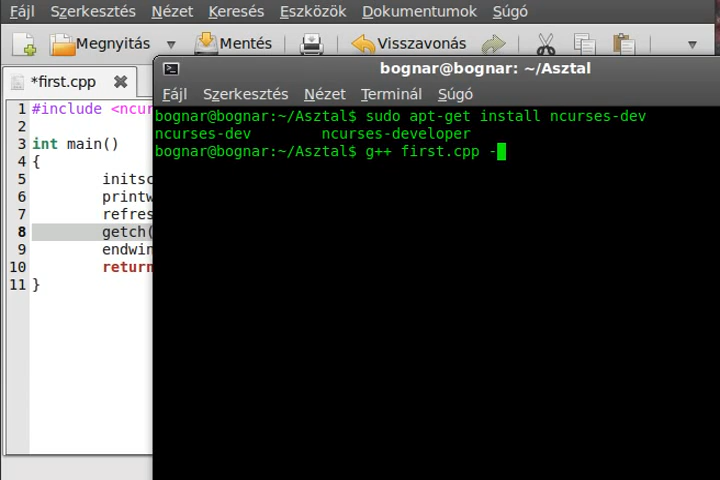 Fájl Szerkesztés Nézet Keresés Eszközök Dokumentumok Súgó
Megnyitás Mentés Visszavonás
*first.cpp
bognar@bognar: ~/Asztal
Fájl Szerkesztés Nézet Terminál Súgó
1 #include <ncur
2
3 int main()
4 {
5 initsc
6 printw
7 refres
8 getch(
9 endwin
10 return
11 }
bognar@bognar:~/Asztal$ sudo apt-get install ncurses-dev
ncurses-dev ncurses-developer
bognar@bognar:~/Asztal$ g++ first.cpp -